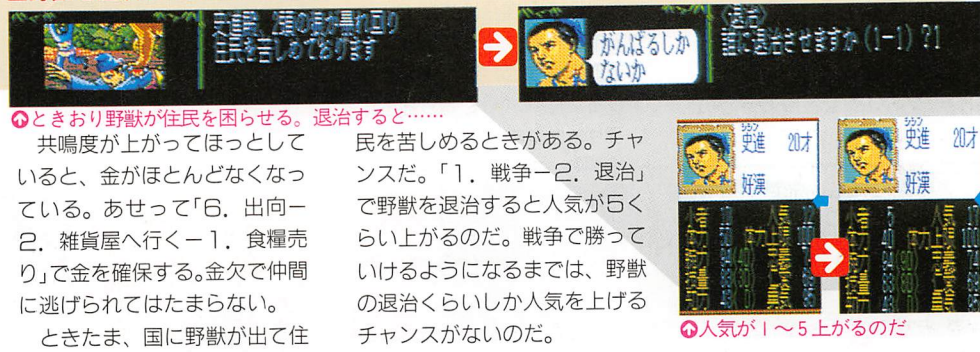 史進殿、2頭の虎が暴れ回り
住民を苦しめております
がんばるしか
ないか
〈退治〉
誰に退治させますか(1-1)?1
ときおり野獣が住民を困らせる。退治すると……
共鳴度が上がってほっとして
いると、金がほとんどなくなっ
ている。あせって「6．出向ー
2．雑貨屋へ行くー1．食糧売
り」で金を確保する。金欠で仲間
に逃げられてはたまらない。
ときたま、国に野獣が出て住
民を苦しめるときがある。チャ
ンスだ。「1．戦争ー2．退治」
で野獣を退治すると人気が5く
らい上がるのだ。戦争で勝って
いけるようになるまでは、野獣
の退治くらいしか人気を上げる
チャンスがないのだ。
シシン
史進 20才
好漢
シシン
史進 20才
好漢
人気が1〜5上がるのだ